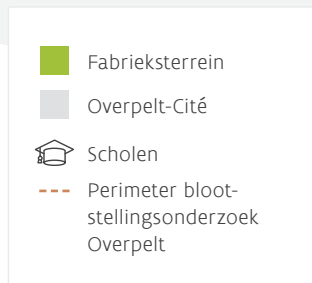 Fabrieksterrein
Overpelt-Cité
Scholen
Perimeter bloot-
stellingsonderzoek
Overpelt